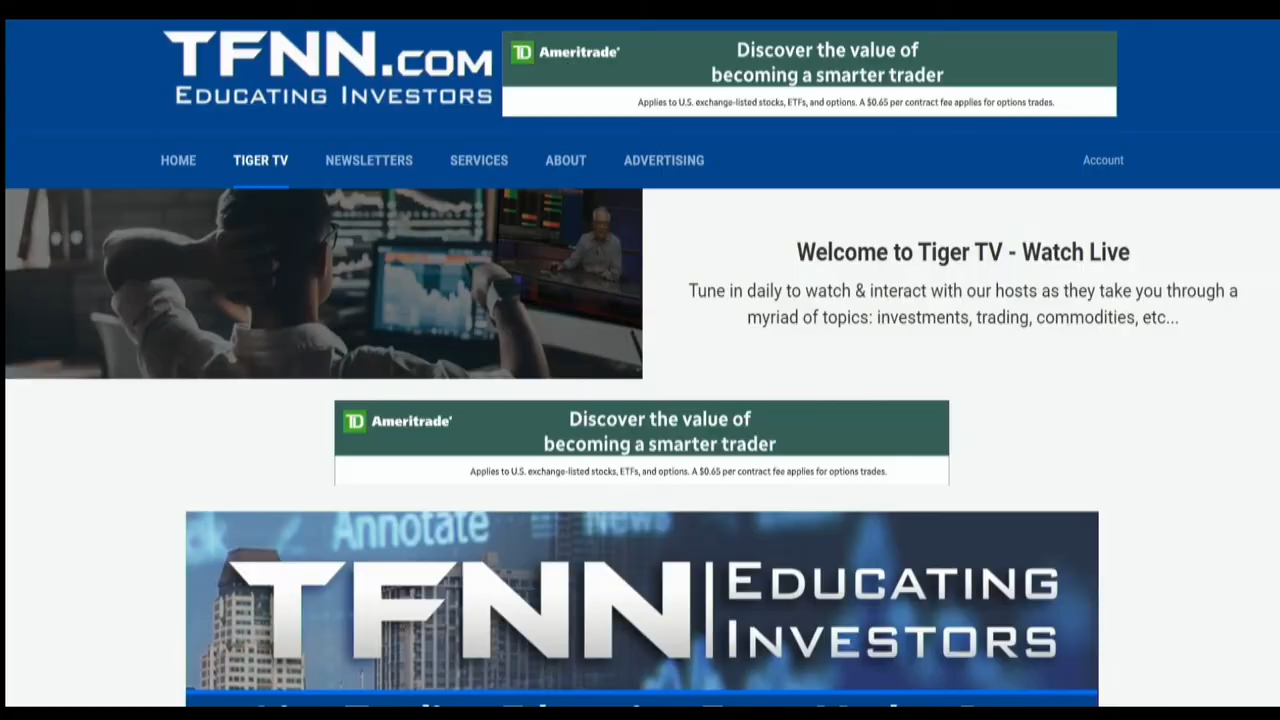 TFNN.COM
EDUCATING INVESTORS
TD Ameritrade
Discover the value of
becoming a smarter trader
Applies to U.S. exchange-listed stocks, ETFs, and options. A $0.65 per contract fee applies for options trades.
HOME TIGER TV NEWSLETTERS SERVICES ABOUT ADVERTISING Account
Welcome to Tiger TV - Watch Live
Tune in daily to watch & interact with our hosts as they take you through a
myriad of topics: investments, trading, commodities, etc...
TD Ameritrade
Discover the value of
becoming a smarter trader
Applies to U.S. exchange-listed stocks, ETFs, and options. A $0.65 per contract fee applies for options trades.
Annotate News
TFNN EDUCATING
INVESTORS